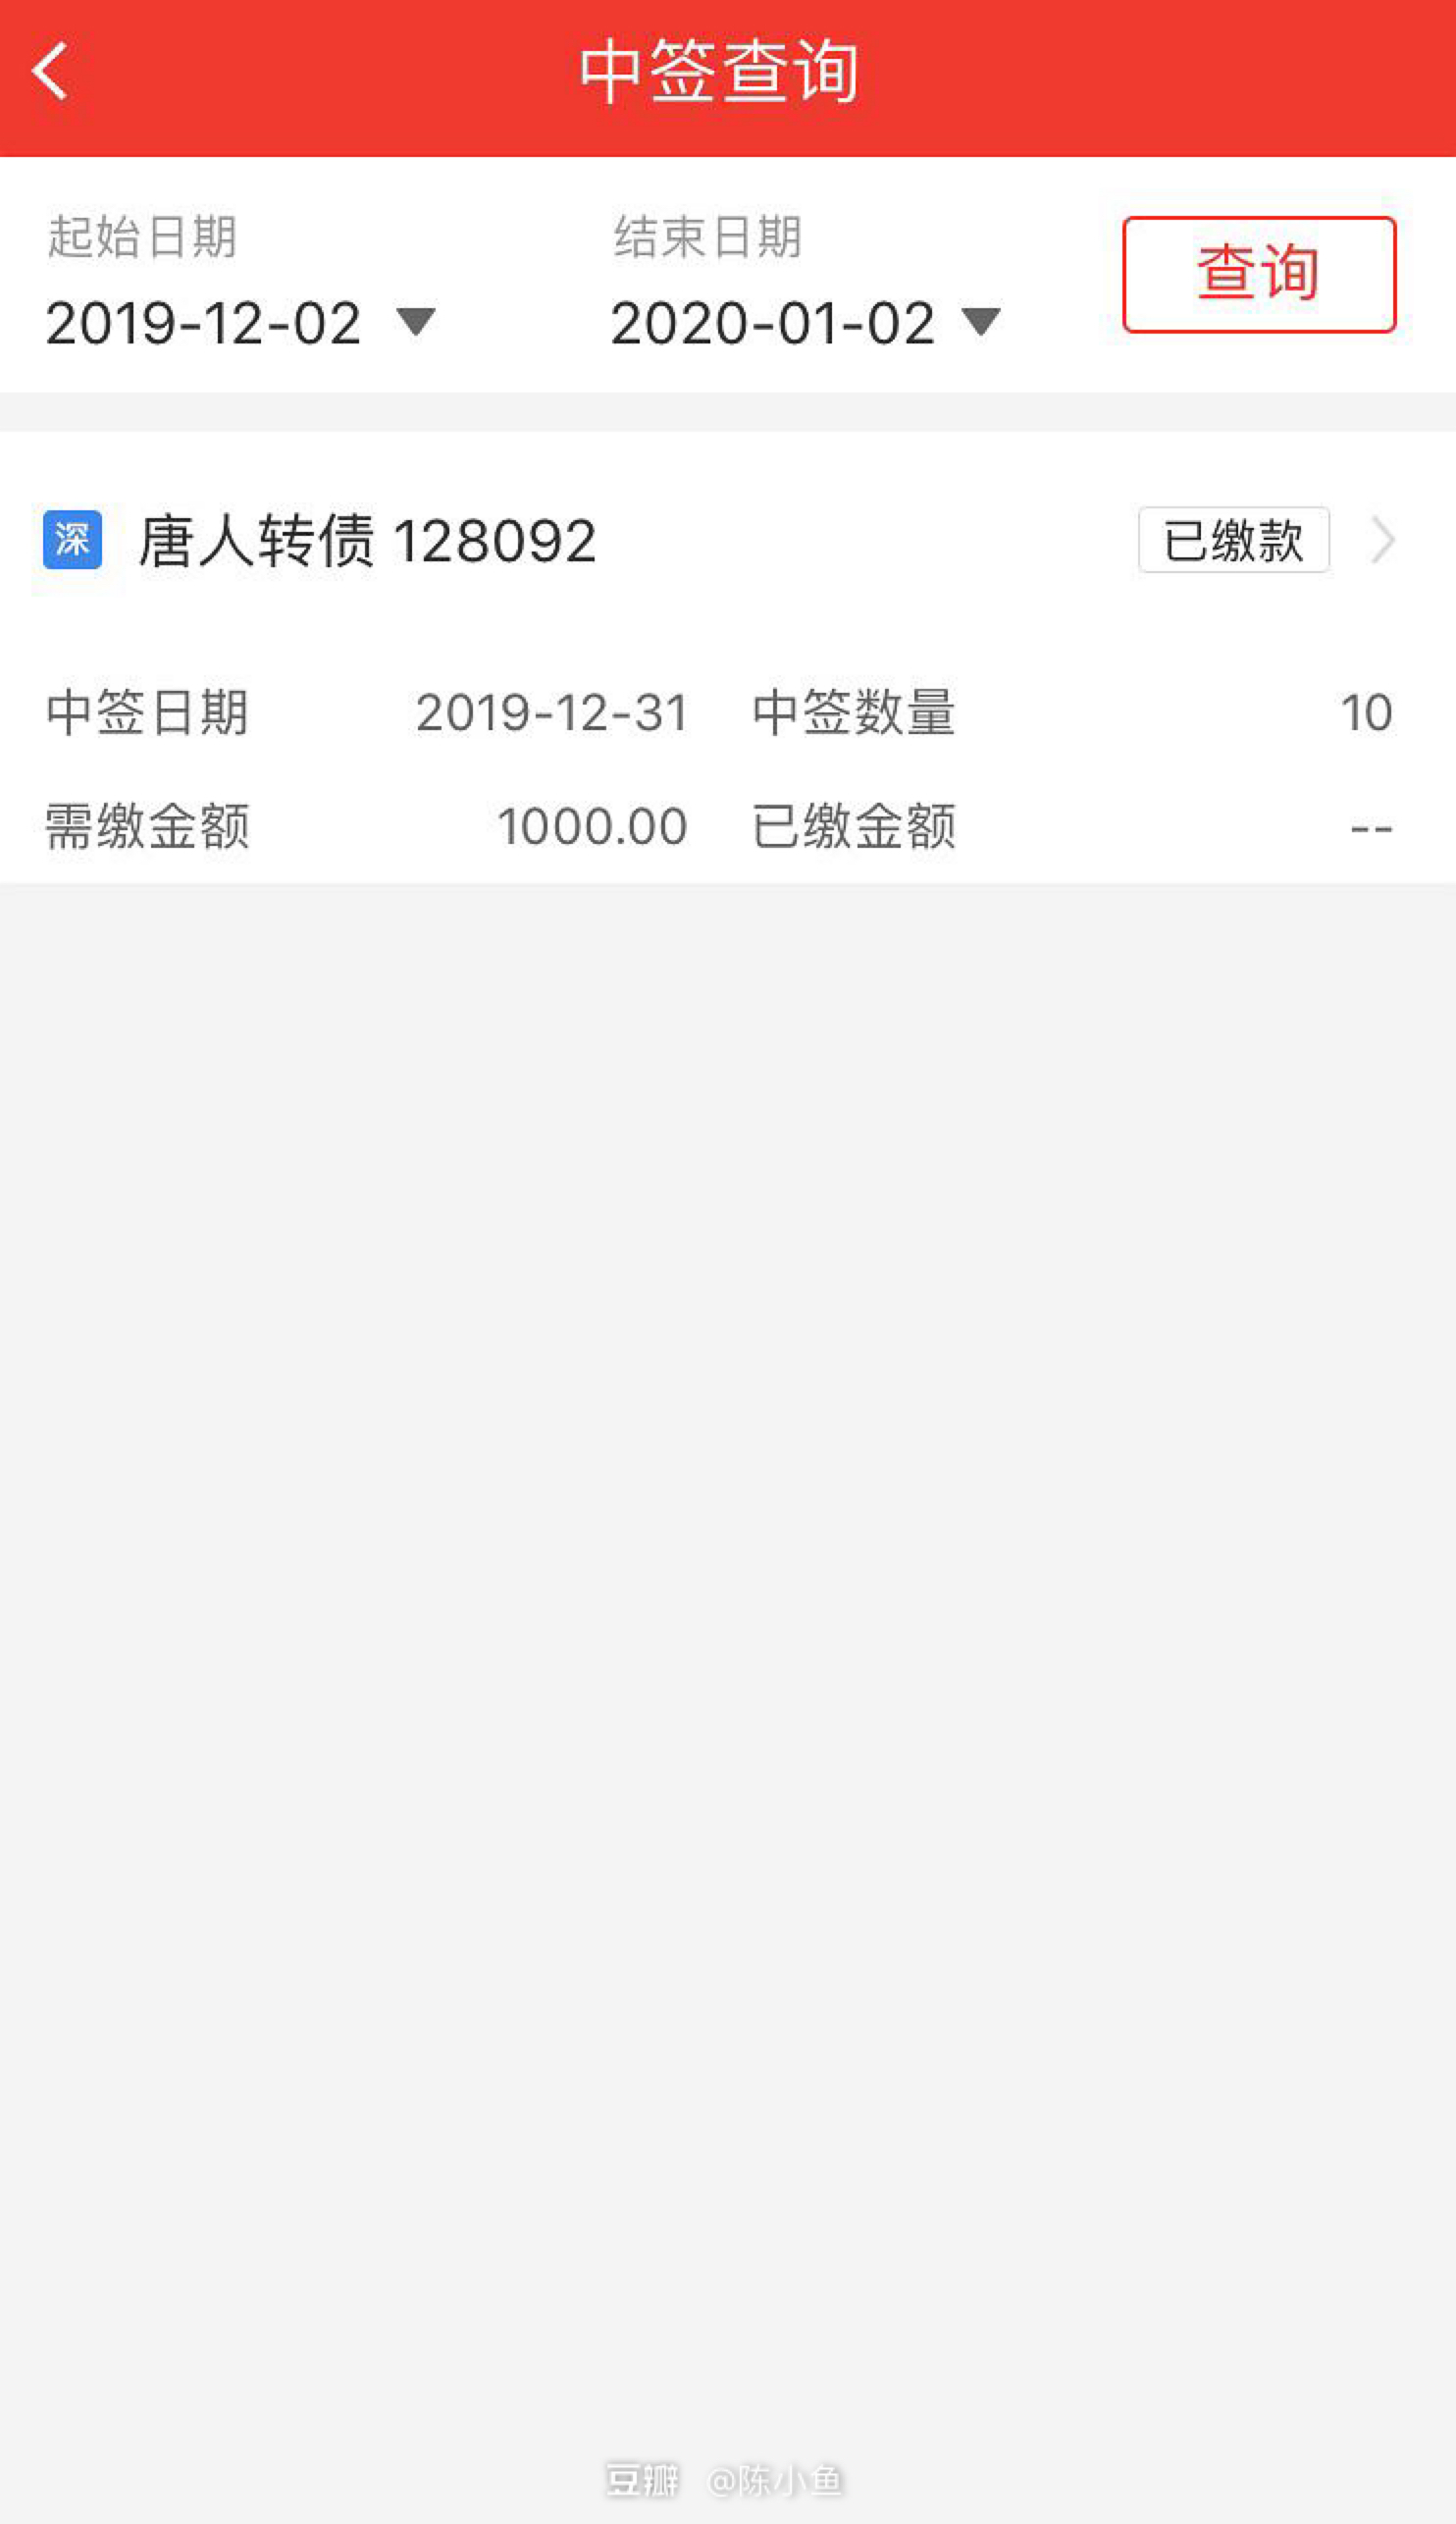 中签查询
起始日期 结束日期 查询
2019-12-02 2020-01-02
深 唐人转债 128092 已缴款
中签日期 2019-12-31 中签数量 10
需缴金额 1000.00 已缴金额 --
豆瓣 @陈小鱼